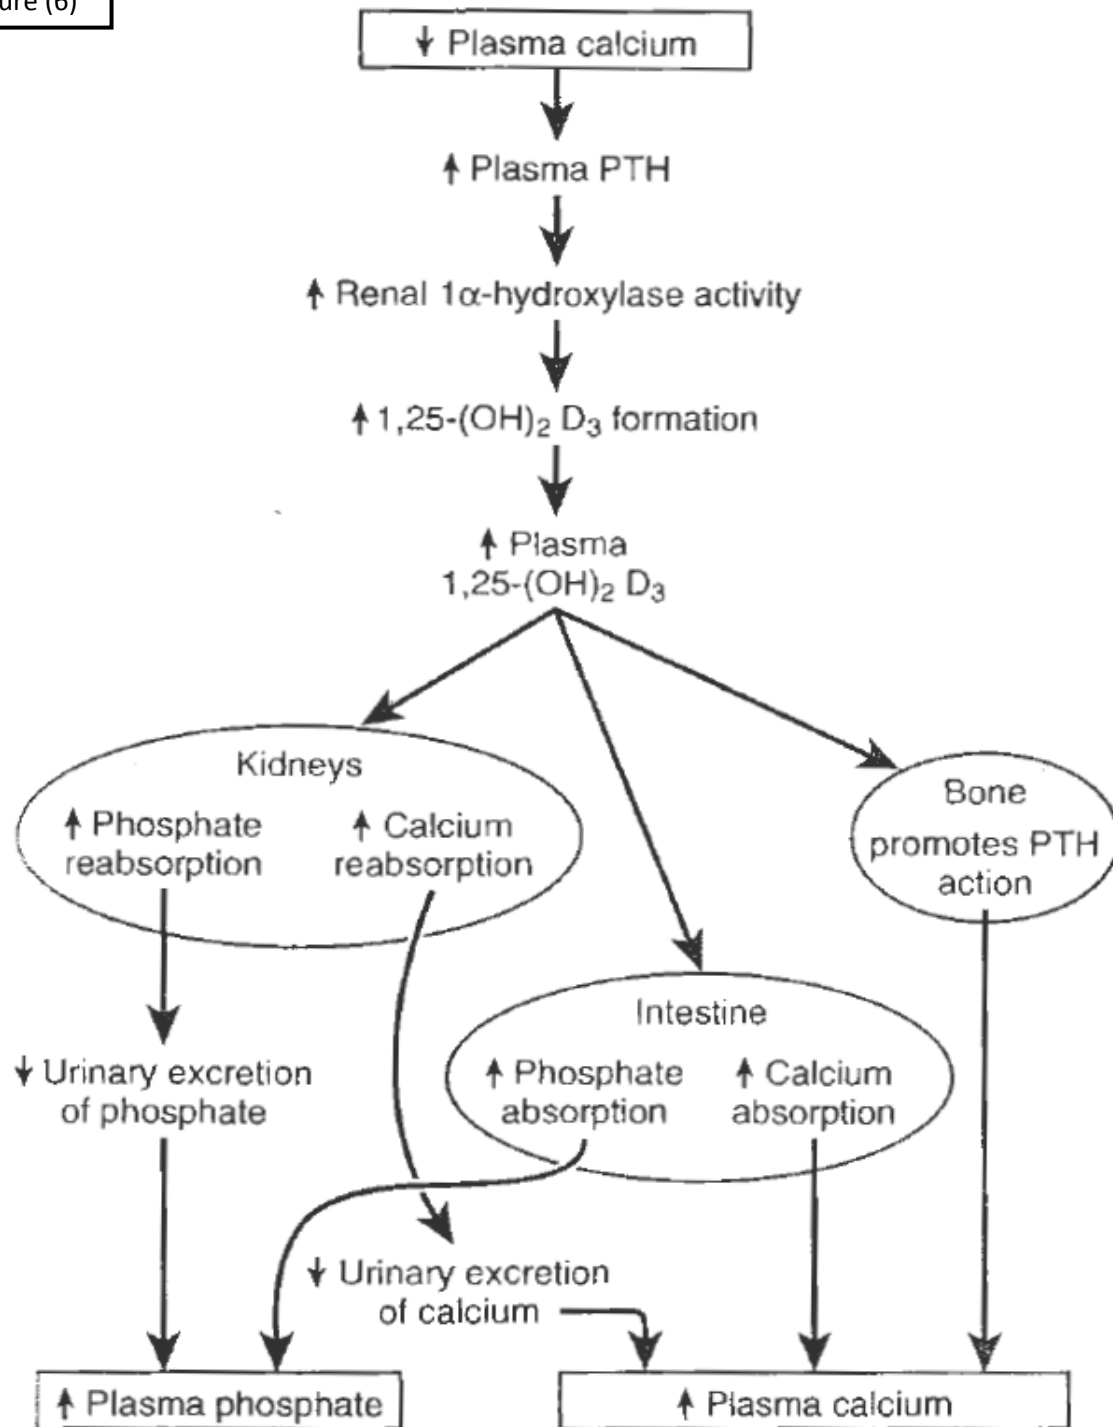 (6)
↓ Plasma calcium
↑ Plasma PTH
↑ Renal 1α-hydroxylase activity
↑ 1,25-(OH)₂ D₃ formation
↑ Plasma
1,25-(OH)₂ D₃
Kidneys
↑ Phosphate
reabsorption
↑ Calcium
reabsorption
Bone
promotes PTH
action
Intestine
↑ Phosphate
absorption
↑ Calcium
absorption
↓ Urinary excretion
of phosphate
↓ Urinary excretion
of calcium
↑ Plasma phosphate
↑ Plasma calcium